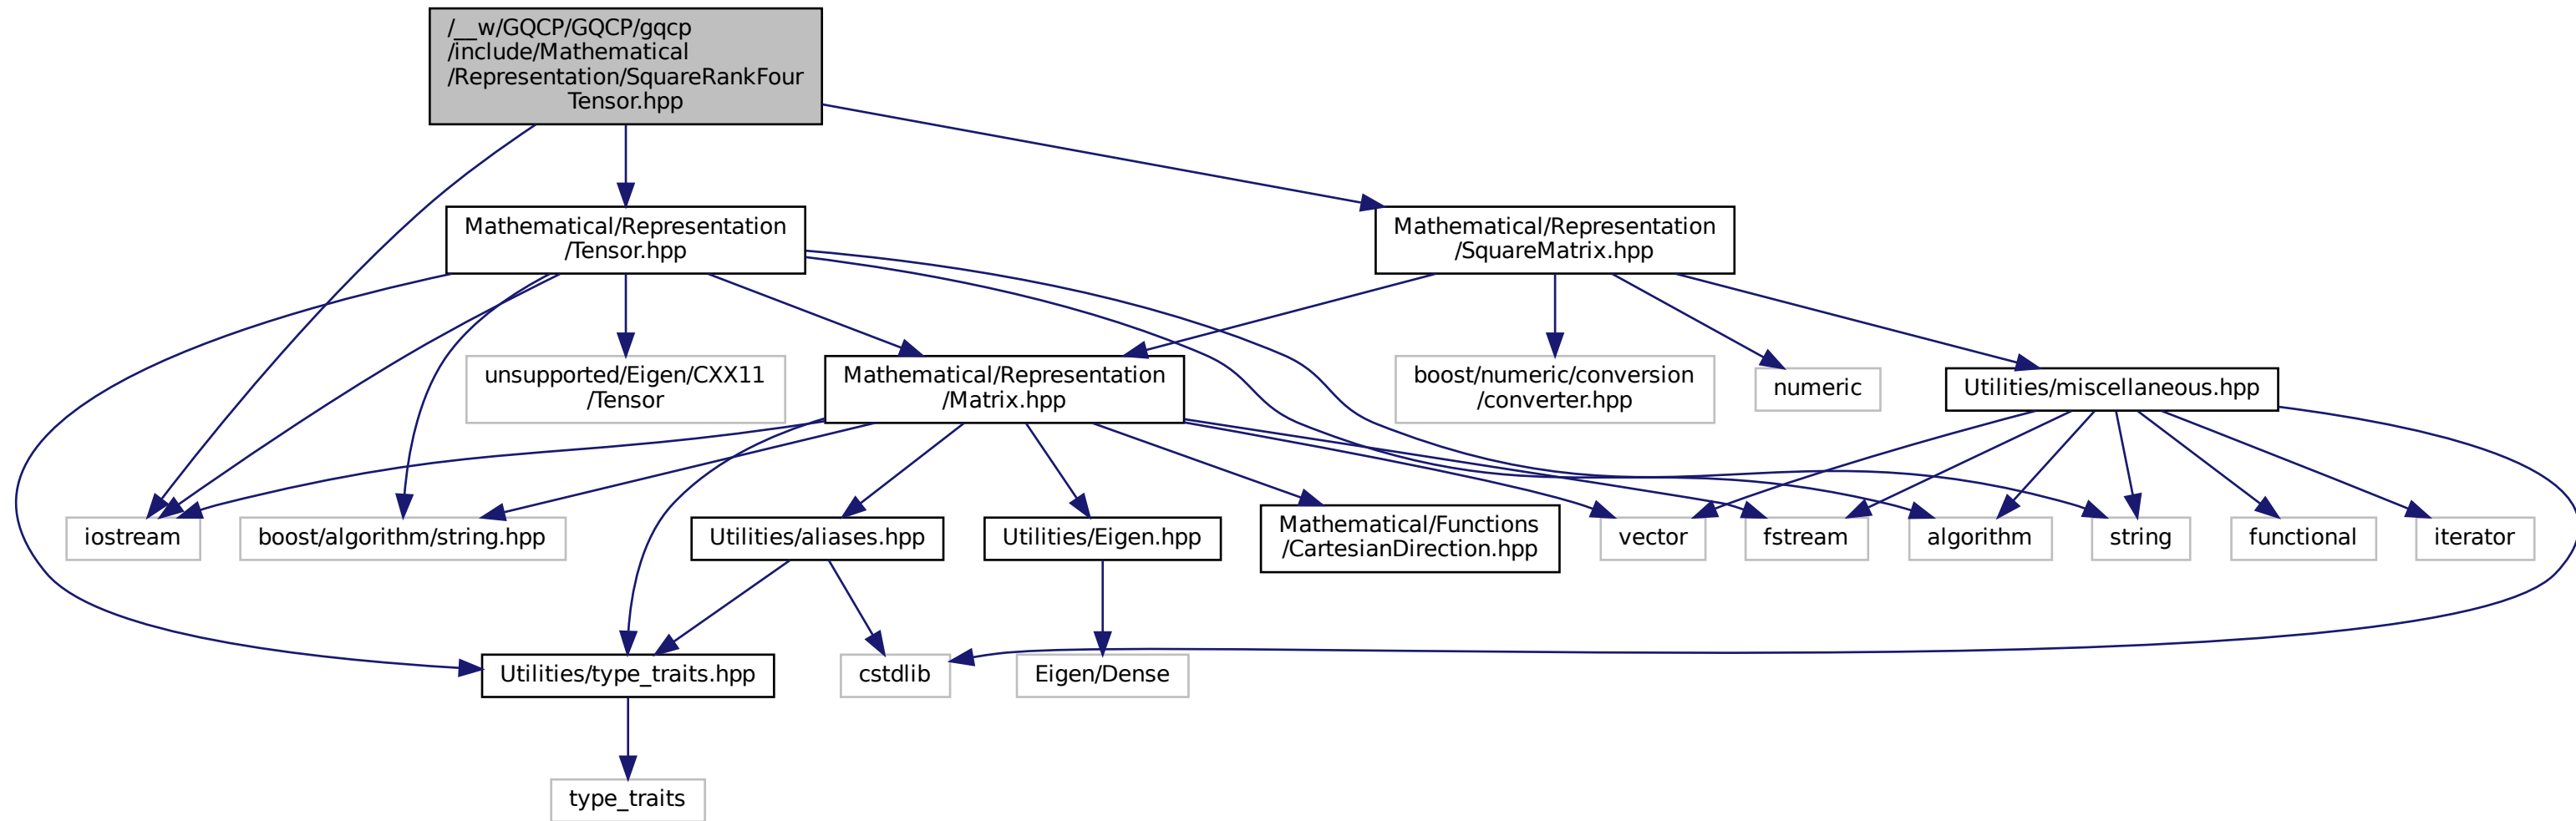 /__w/GQCP/GQCP/gqcp
/include/Mathematical
/Representation/SquareRankFour
Tensor.hpp
Mathematical/Representation
/Tensor.hpp
Mathematical/Representation
/SquareMatrix.hpp
unsupported/Eigen/CXX11
/Tensor
Mathematical/Representation
/Matrix.hpp
boost/numeric/conversion
/converter.hpp
numeric
Utilities/miscellaneous.hpp
iostream
boost/algorithm/string.hpp
Utilities/aliases.hpp
Utilities/Eigen.hpp
Mathematical/Functions
/CartesianDirection.hpp
vector
fstream
algorithm
string
functional
iterator
Utilities/type_traits.hpp
cstdlib
Eigen/Dense
type_traits